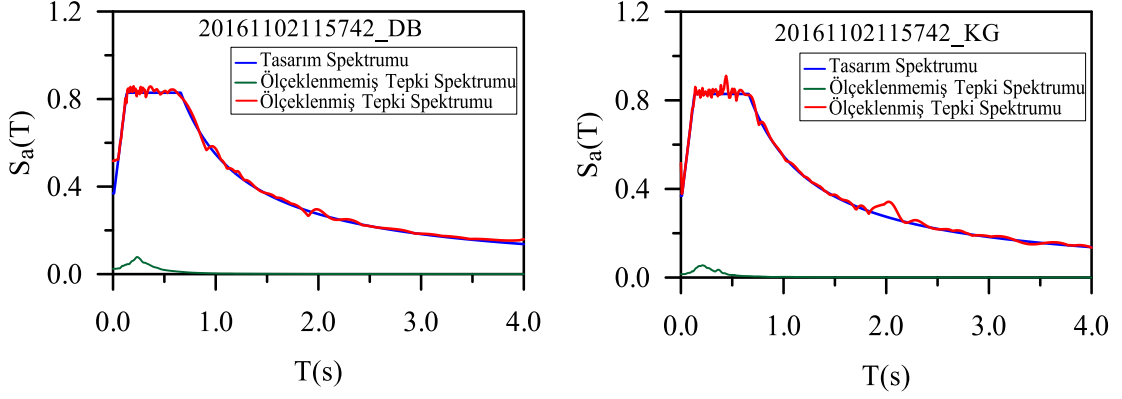 20161102115742_DB
Tasarım Spektrumu
Ölçeklenmemiş Tepki Spektrumu
Ölçeklenmiş Tepki Spektrumu
Sa(T)
1.2
0.8
0.4
0.0
0.0 1.0 2.0 3.0 4.0
T(s)
20161102115742_KG
Tasarım Spektrumu
Ölçeklenmemiş Tepki Spektrumu
Ölçeklenmiş Tepki Spektrumu
Sa(T)
1.2
0.8
0.4
0.0
0.0 1.0 2.0 3.0 4.0
T(s)